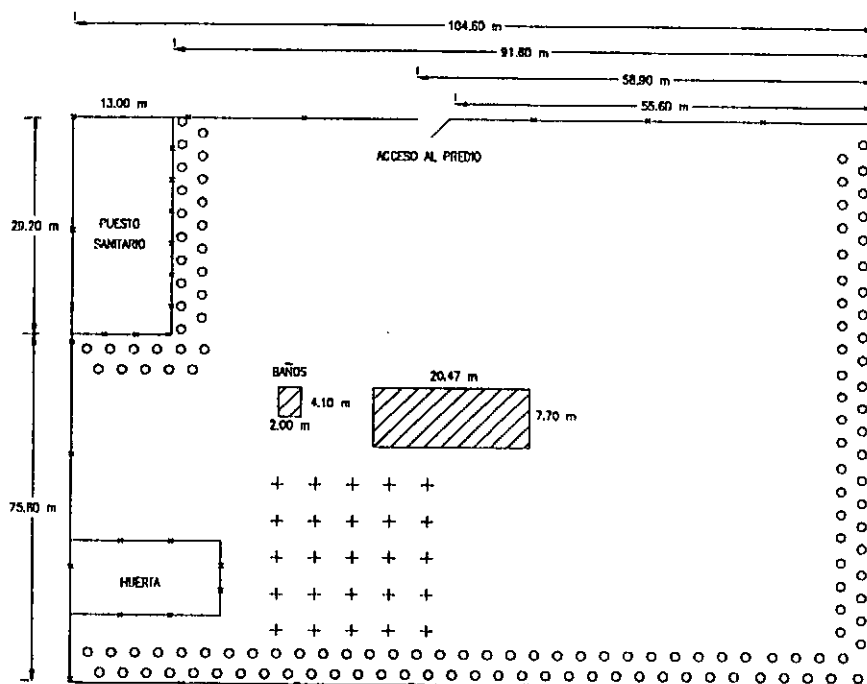 104.60 m
91.60 m
58.90 m
55.60 m
13.00 m
ACCESO AL PREDIO
29.20 m
PUESTO
SANITARIO
BAÑOS
20.47 m
4.10 m
2.00 m
7.70 m
75.80 m
HUERTA